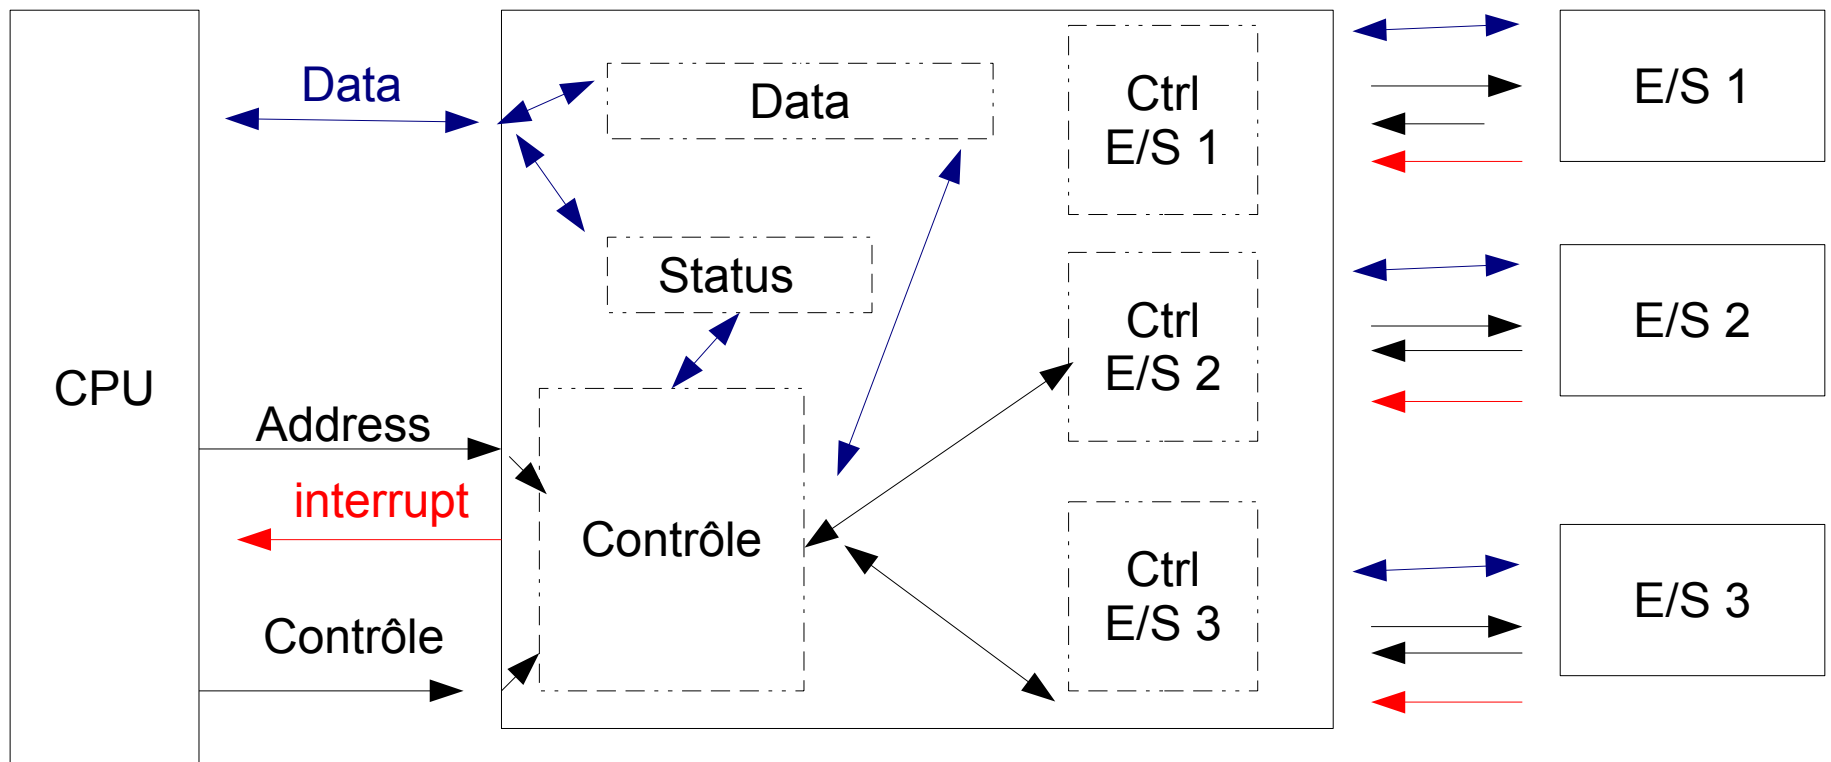 CPU
Data
Address
interrupt
Contrôle
Data
Status
Contrôle
Ctrl
E/S 1
Ctrl
E/S 2
Ctrl
E/S 3
E/S 1
E/S 2
E/S 3